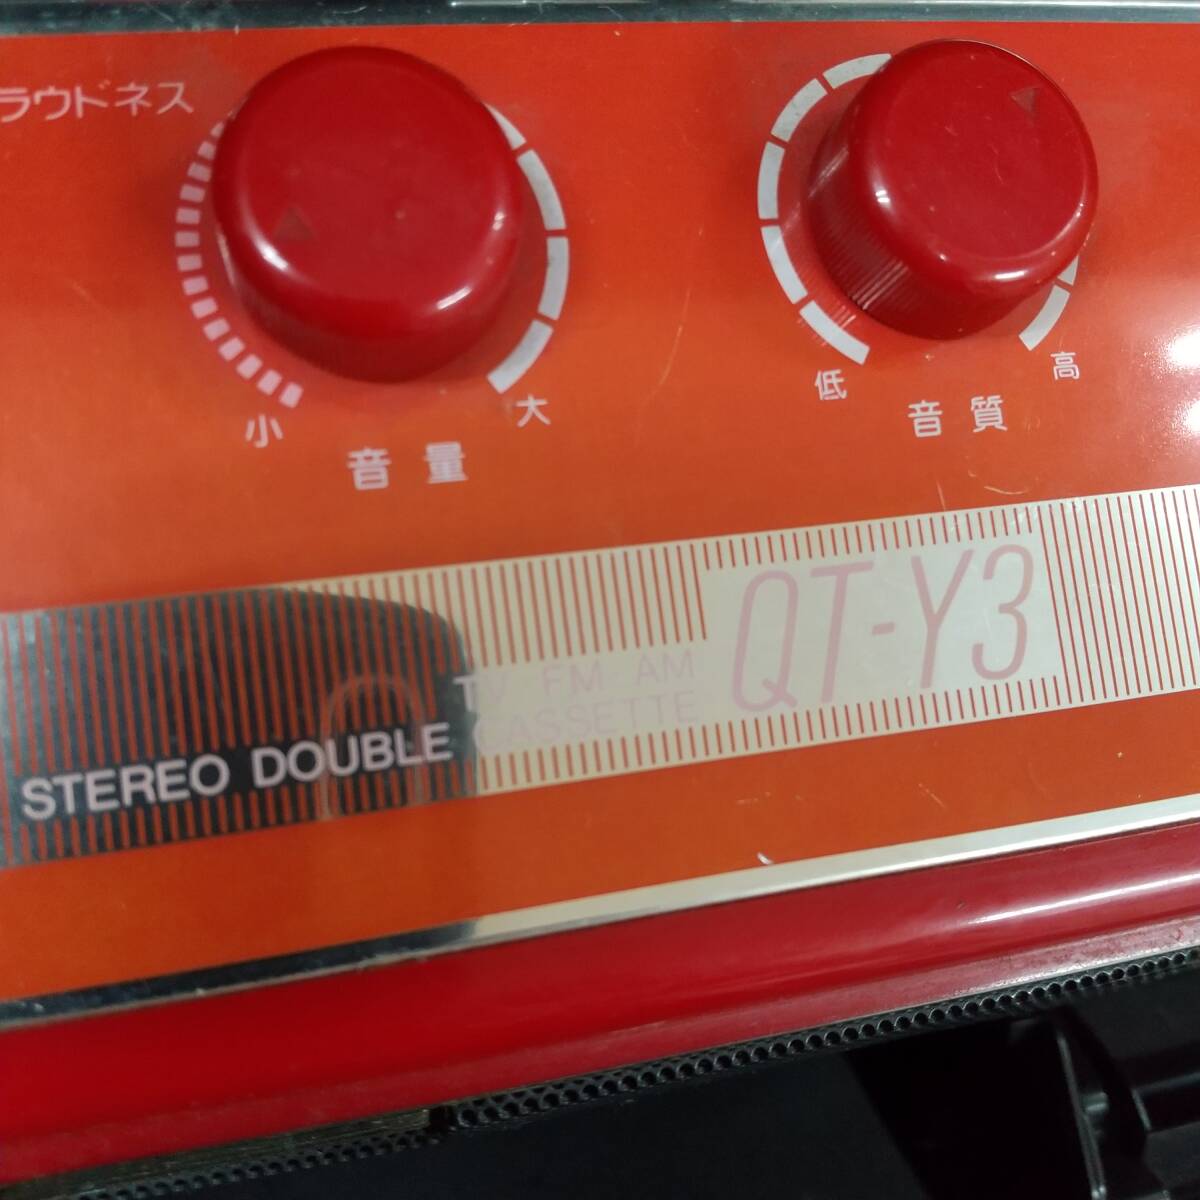 ラウドネス
小 大
音量
低 高
音質
QT-Y3
TV FM AM
STEREO DOUBLE CASSETTE